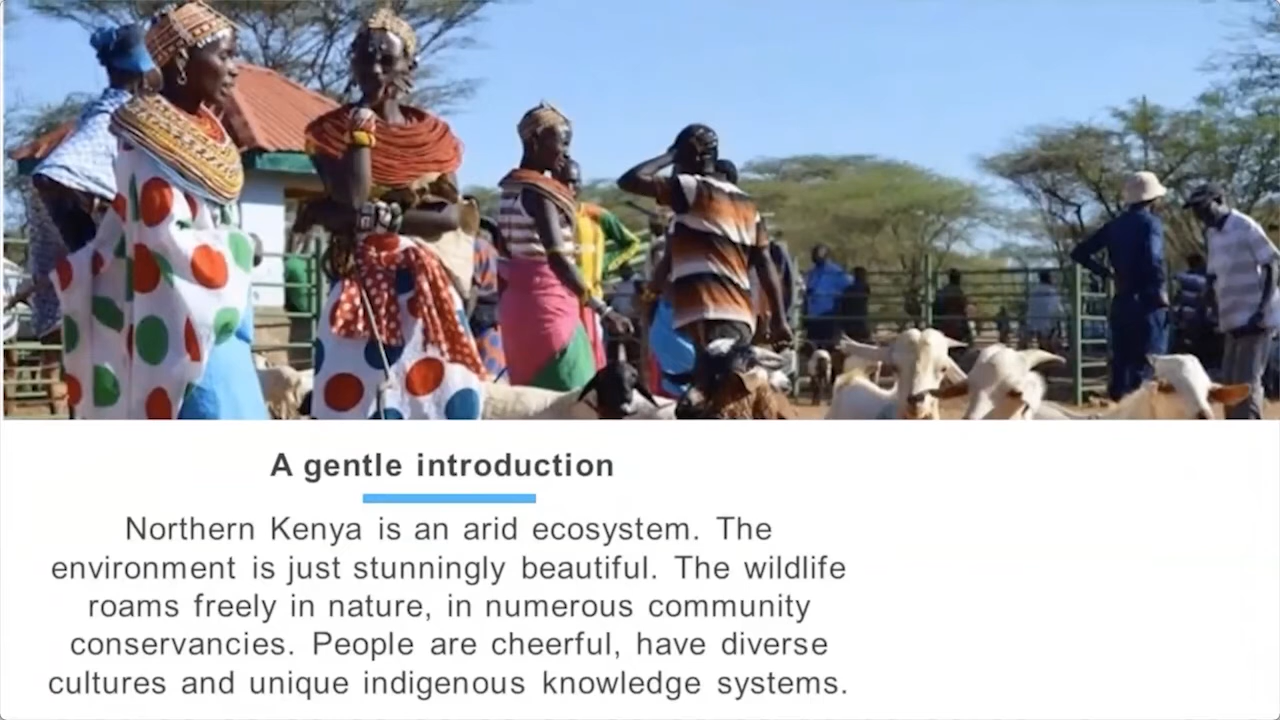 A gentle introduction
Northern Kenya is an arid ecosystem. The
environment is just stunningly beautiful. The wildlife
roams freely in nature, in numerous community
conservancies. People are cheerful, have diverse
cultures and unique indigenous knowledge systems.